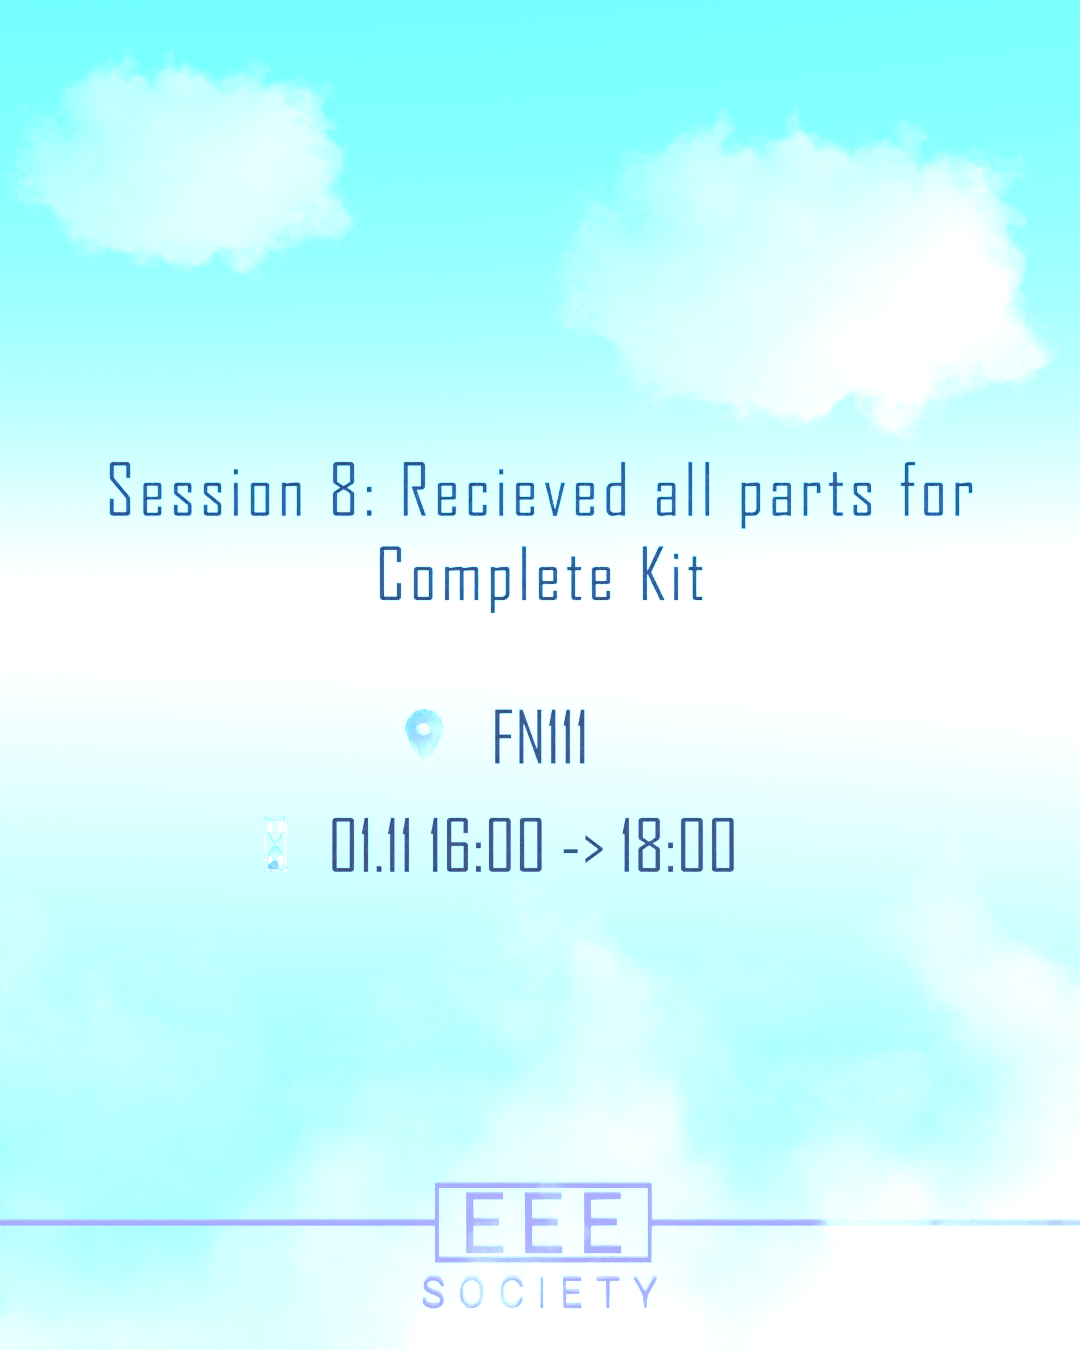 Session 8: Recieved all parts for
Complete Kit
FN111
01.11 16:00 -> 18:00
EEE
SOCIETY